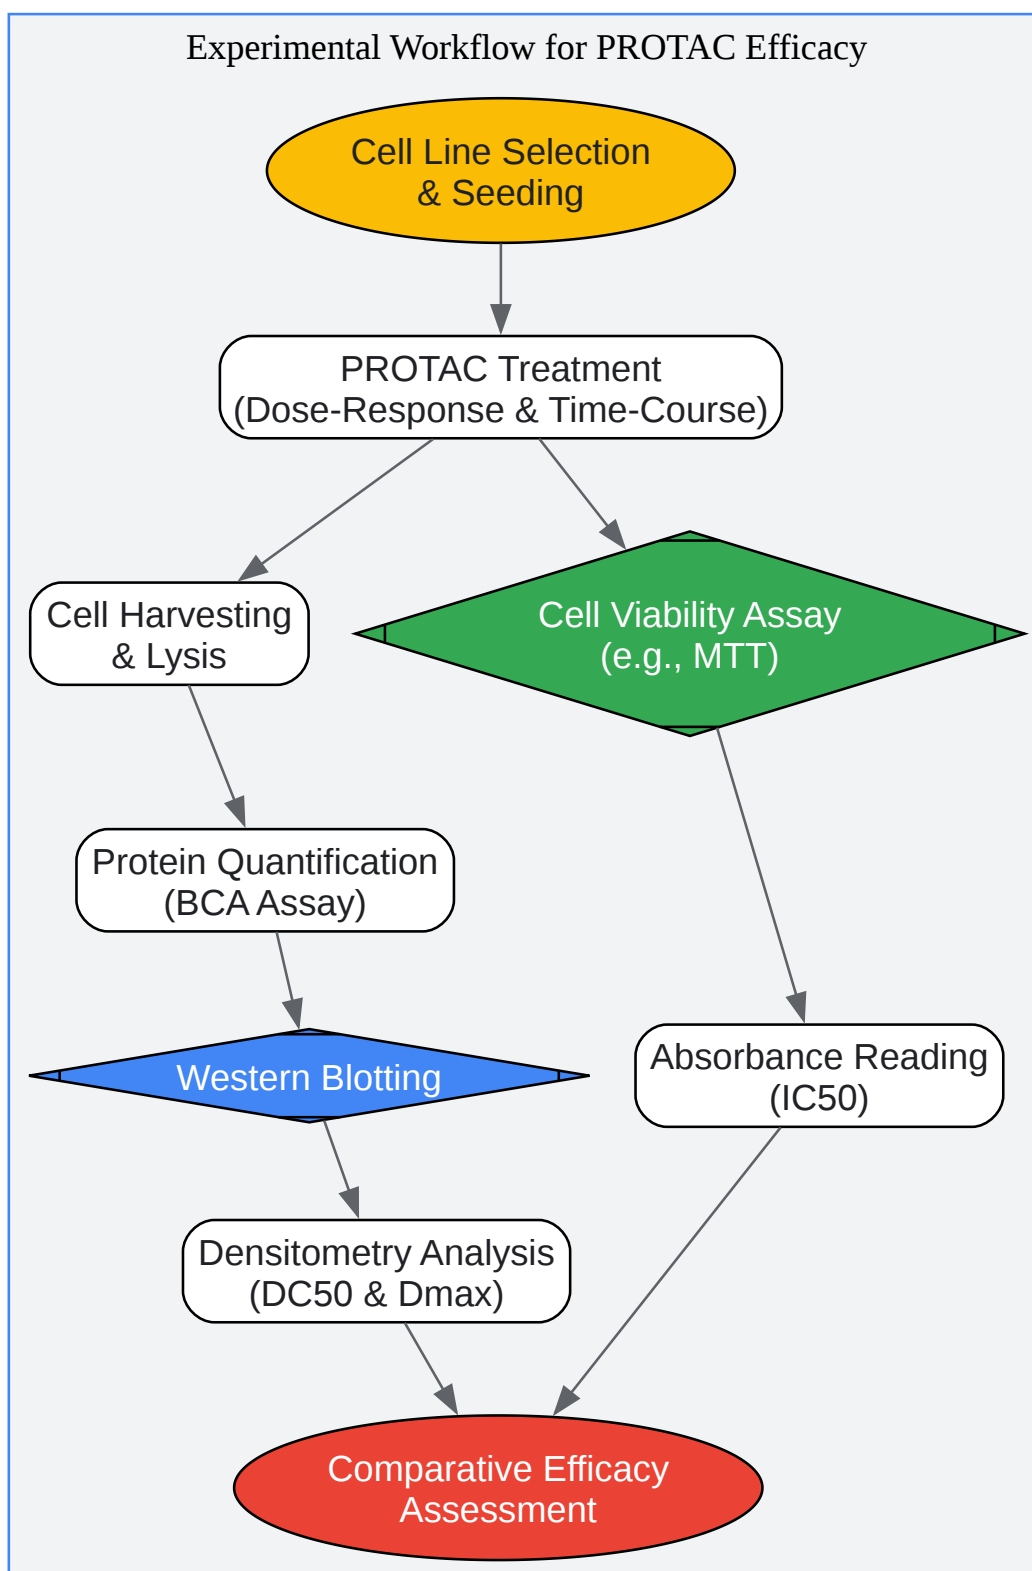 Experimental Workflow for PROTAC Efficacy
Cell Line Selection
& Seeding
PROTAC Treatment
(Dose-Response & Time-Course)
Cell Harvesting
& Lysis
Cell Viability Assay
(e.g., MTT)
Protein Quantification
(BCA Assay)
Western Blotting
Absorbance Reading
(IC50)
Densitometry Analysis
(DC50 & Dmax)
Comparative Efficacy
Assessment